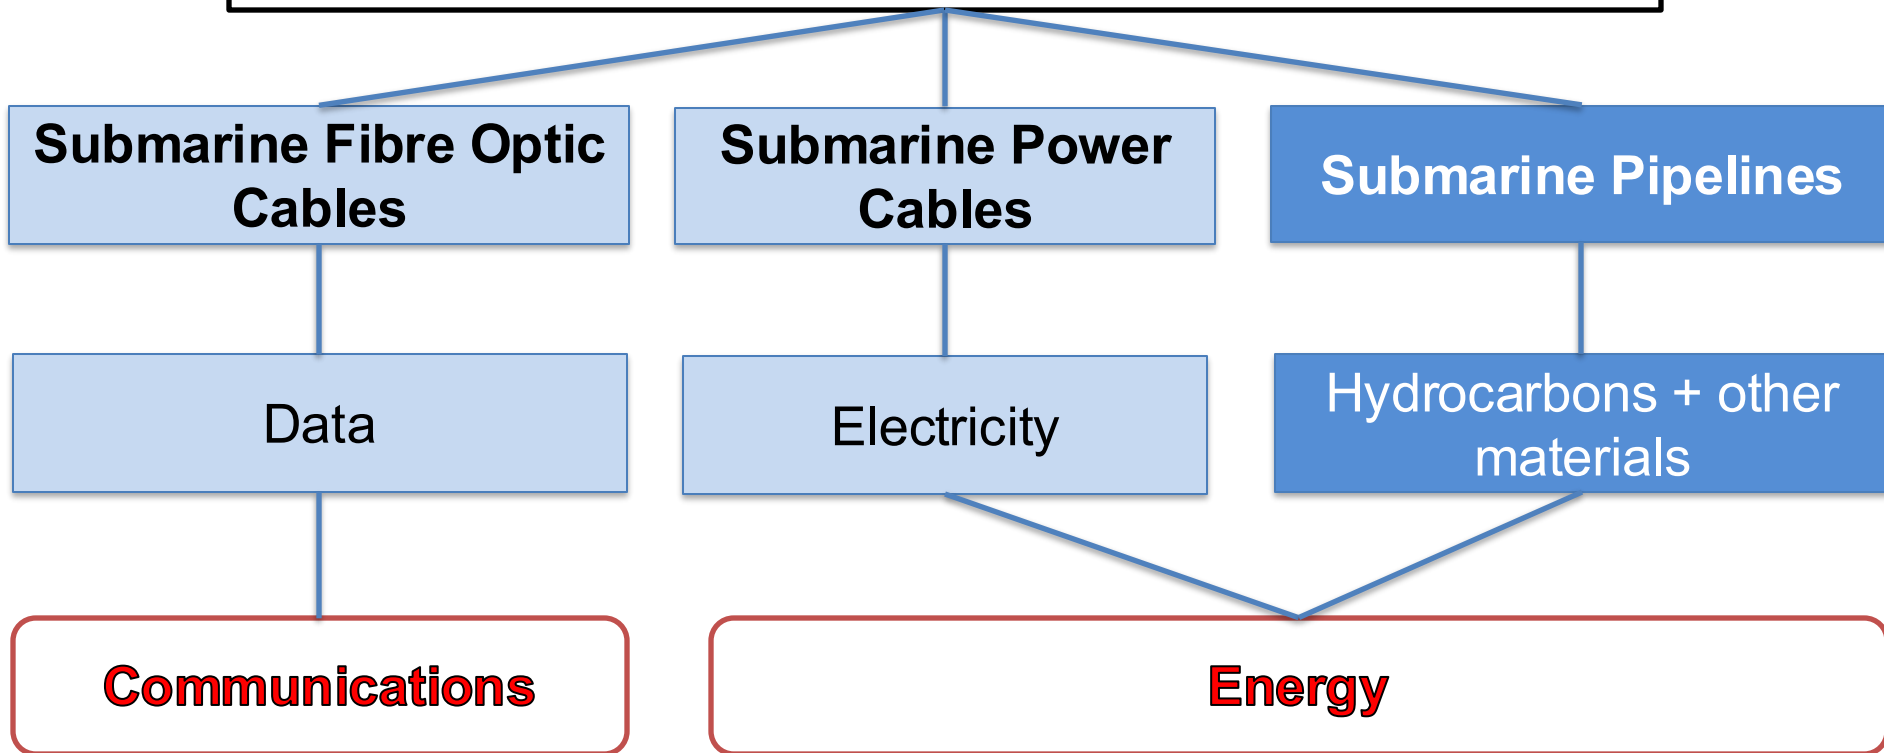 Submarine Fibre Optic
Cables
Submarine Power
Cables
Submarine Pipelines
Data
Electricity
Hydrocarbons + other
materials
Communications
Energy